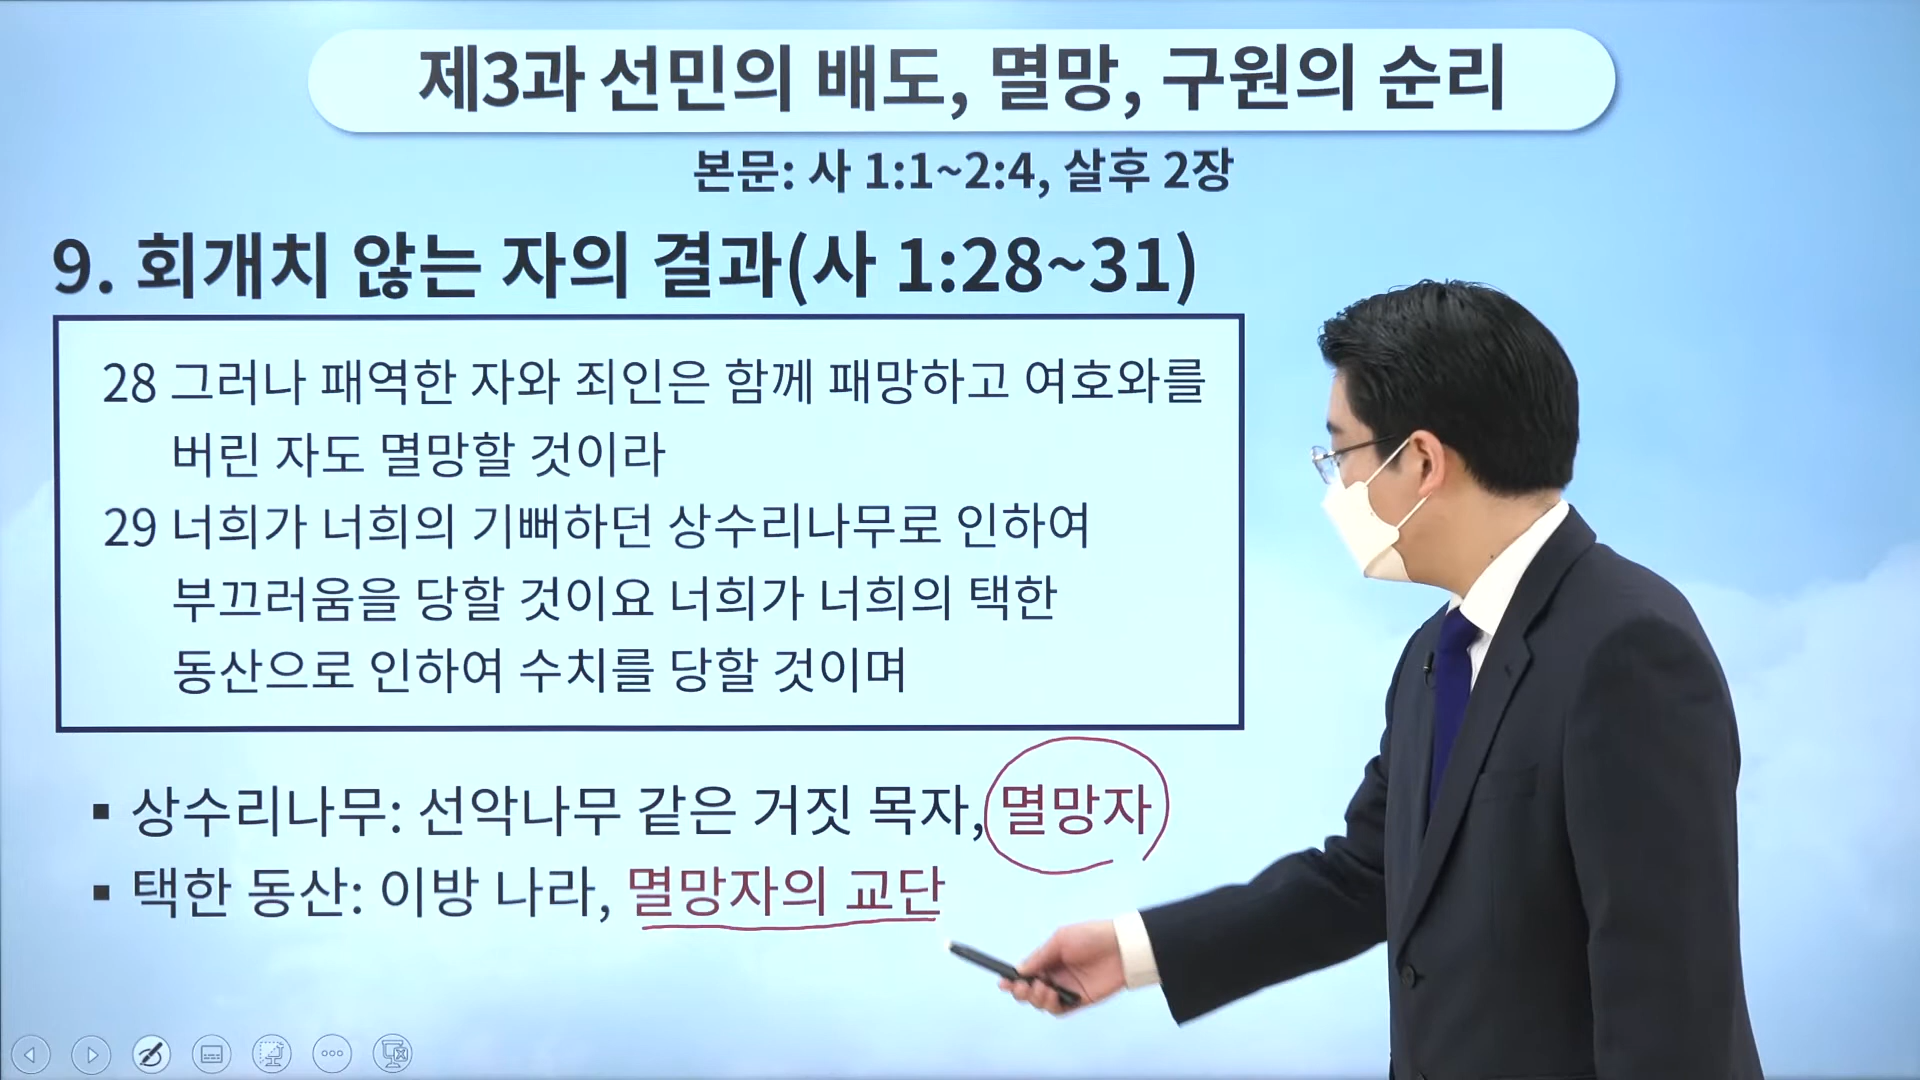 제3과 선민의 배도, 멸망, 구원의 순리
본문: 사 1:1~2:4, 살후 2장
9. 회개치 않는 자의 결과(사 1:28~31)
28 그러나 패역한 자와 죄인은 함께 패망하고 여호와를
버린 자도 멸망할 것이라
29 너희가 너희의 기뻐하던 상수리나무로 인하여
부끄러움을 당할 것이요 너희가 너희의 택한
동산으로 인하여 수치를 당할 것이며
▪ 상수리나무: 선악나무 같은 거짓 목자, 멸망자
▪ 택한 동산: 이방 나라, 멸망자의 교단